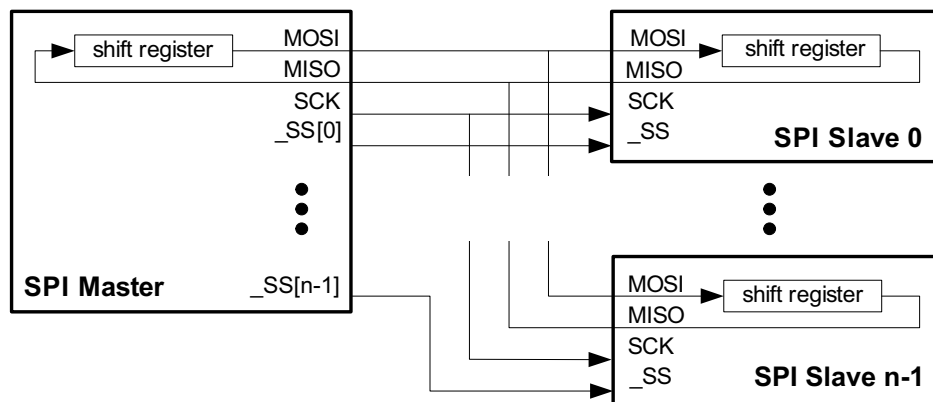 shift register
MOSI
MISO
SCK
_SS[0]
SPI Master
_SS[n-1]
MOSI
shift register
MISO
SCK
_SS
SPI Slave 0
MOSI
shift register
MISO
SCK
_SS
SPI Slave n-1